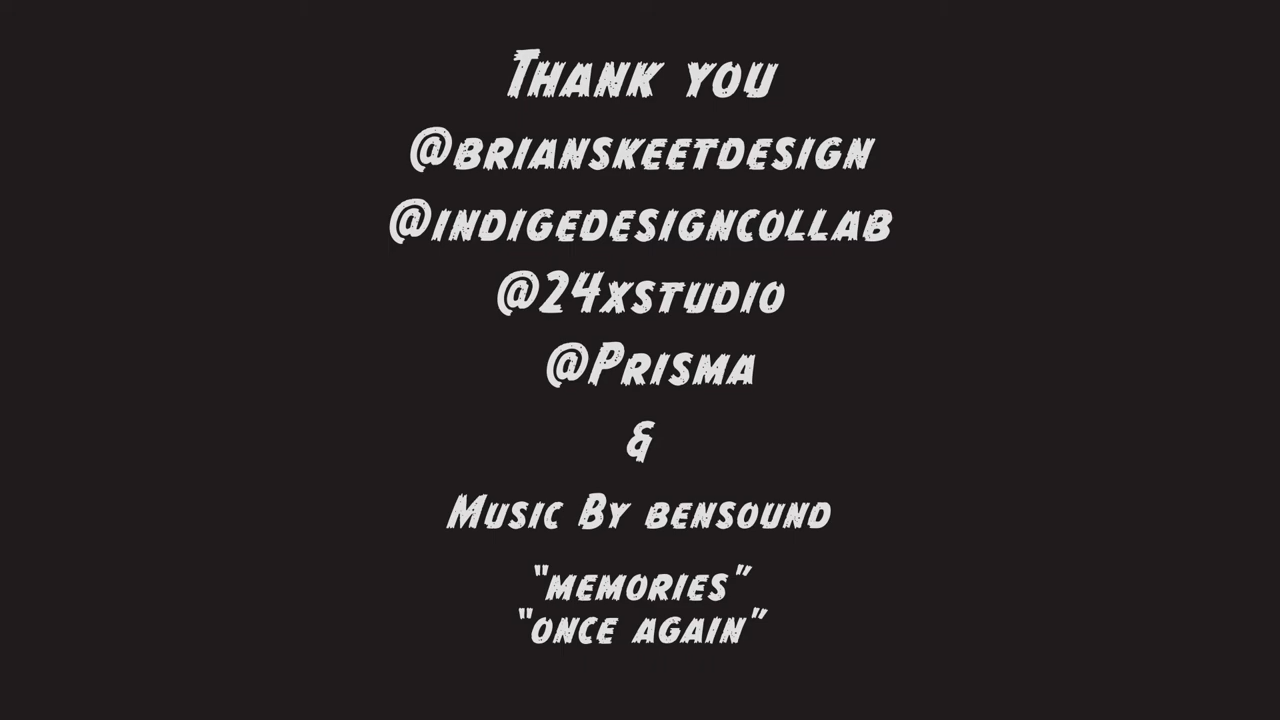 Thank you
@brianskeetdesign
@indigedesigncollab
@24xstudio
@Prisma
&
Music By bensound
"memories"
"once again"